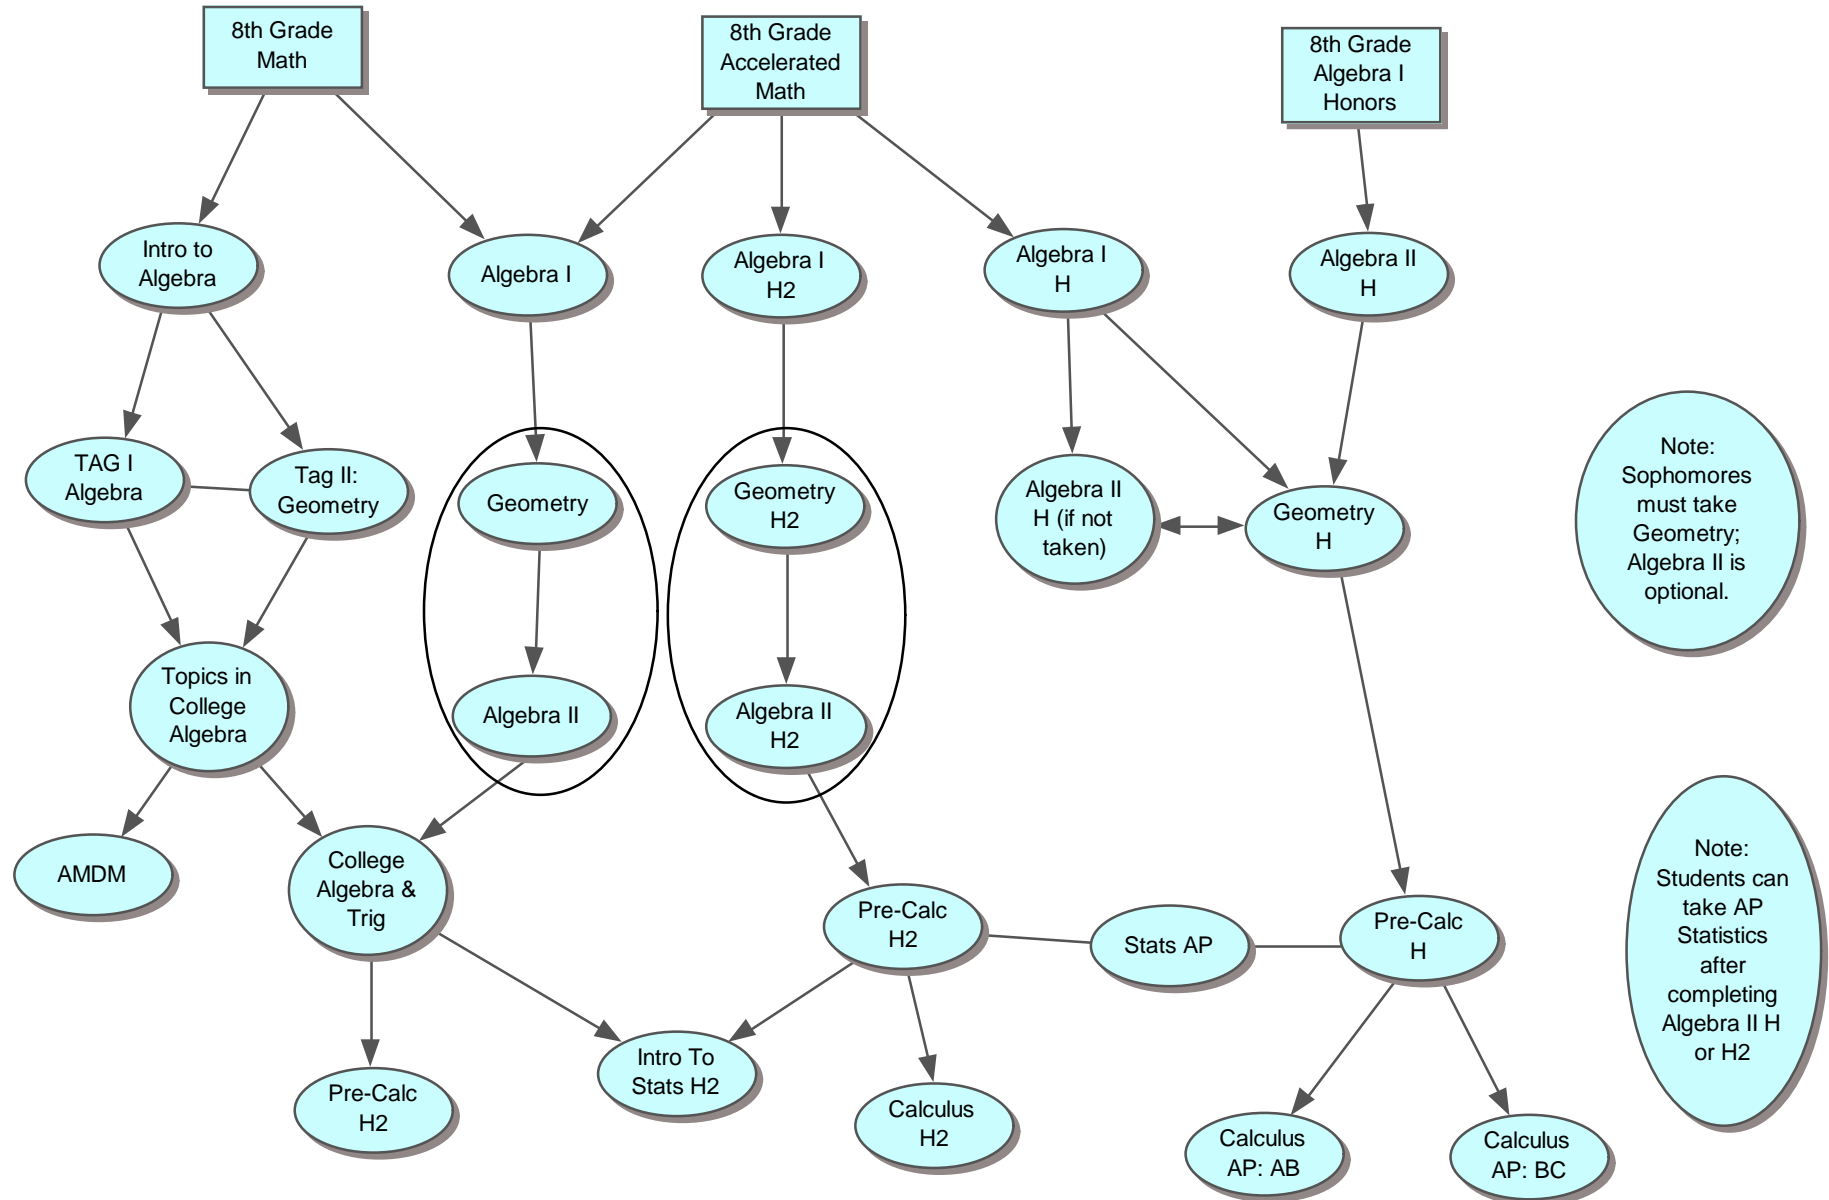 8th Grade
Math
8th Grade
Accelerated
Math
8th Grade
Algebra I
Honors
Intro to
Algebra
Algebra I
Algebra I
H2
Algebra I
H
Algebra II
H
TAG I
Algebra
Tag II:
Geometry
Geometry
Geometry
H2
Algebra II
H (if not
taken)
Geometry
H
Note:
Sophomores
must take
Geometry;
Algebra II is
optional.
Topics in
College
Algebra
Algebra II
Algebra II
H2
AMDM
College
Algebra &
Trig
Pre-Calc
H2
Stats AP
Pre-Calc
H
Note:
Students can
take AP
Statistics
after
completing
Algebra II H
or H2
Pre-Calc
H2
Intro To
Stats H2
Calculus
H2
Calculus
AP: AB
Calculus
AP: BC